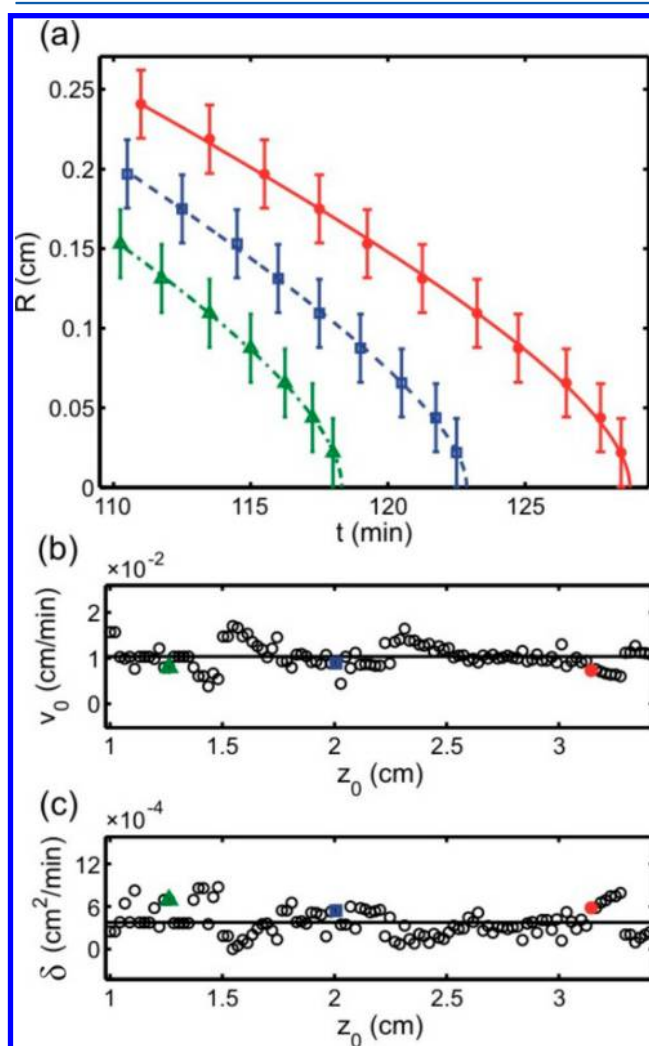 (a)
0.25
0.2
0.15
0.1
0.05
0
R (cm)
110 115 120 125
t (min)
(b)
×10⁻²
2
1
0
v₀ (cm/min)
1 1.5 2 2.5 3
z₀ (cm)
(c)
×10⁻⁴
12
6
0
δ (cm²/min)
1 1.5 2 2.5 3
z₀ (cm)